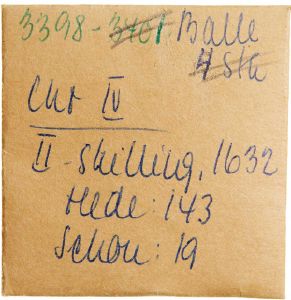 3398-3401 Balle
4 Stk
Chr IV
II-Skilling, 1632
Hede: 143
Schou: 19